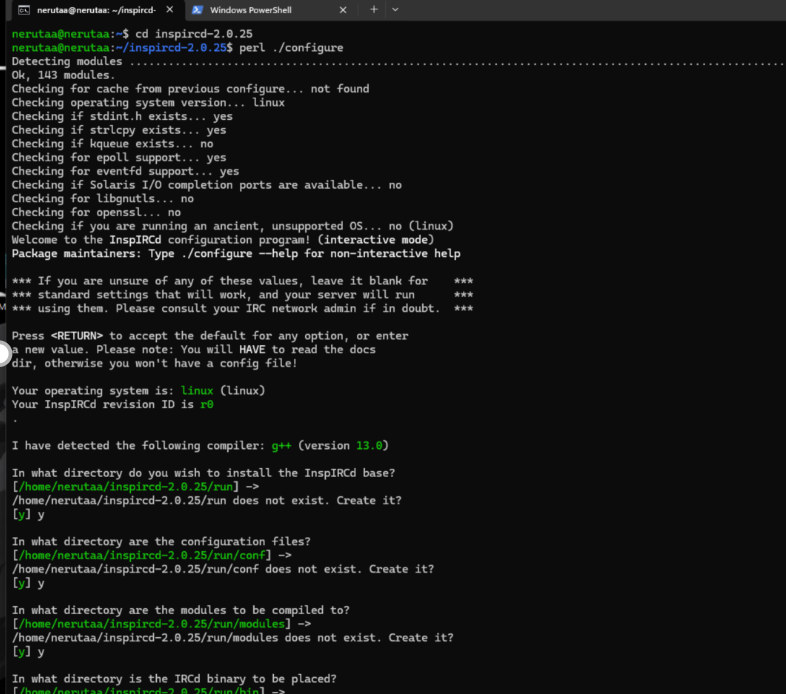 nerutaa@nerutaa: ~/inspircd-
Windows PowerShell
nerutaa@nerutaa:~$ cd inspircd-2.0.25
nerutaa@nerutaa:~/inspircd-2.0.25$ perl ./configure
Detecting modules ......................................................................................................
Ok, 143 modules.
Checking for cache from previous configure... not found
Checking operating system version... linux
Checking if stdint.h exists... yes
Checking if strlcpy exists... yes
Checking if kqueue exists... no
Checking for epoll support... yes
Checking for eventfd support... yes
Checking if Solaris I/O completion ports are available... no
Checking for libgnutls... no
Checking for openssl... no
Checking if you are running an ancient, unsupported OS... no (linux)
Welcome to the InspIRCd configuration program! (interactive mode)
Package maintainers: Type ./configure --help for non-interactive help
*** If you are unsure of any of these values, leave it blank for    ***
*** standard settings that will work, and your server will run      ***
*** using them. Please consult your IRC network admin if in doubt.  ***
Press <RETURN> to accept the default for any option, or enter
a new value. Please note: You will HAVE to read the docs
dir, otherwise you won't have a config file!
Your operating system is: linux (linux)
Your InspIRCd revision ID is r0
.
I have detected the following compiler: g++ (version 13.0)
In what directory do you wish to install the InspIRCd base?
[/home/nerutaa/inspircd-2.0.25/run] ->
/home/nerutaa/inspircd-2.0.25/run does not exist. Create it?
[y] y
In what directory are the configuration files?
[/home/nerutaa/inspircd-2.0.25/run/conf] ->
/home/nerutaa/inspircd-2.0.25/run/conf does not exist. Create it?
[y] y
In what directory are the modules to be compiled to?
[/home/nerutaa/inspircd-2.0.25/run/modules] ->
/home/nerutaa/inspircd-2.0.25/run/modules does not exist. Create it?
[y] y
In what directory is the IRCd binary to be placed?
[/home/nerutaa/inspircd-2.0.25/run/bin] ->